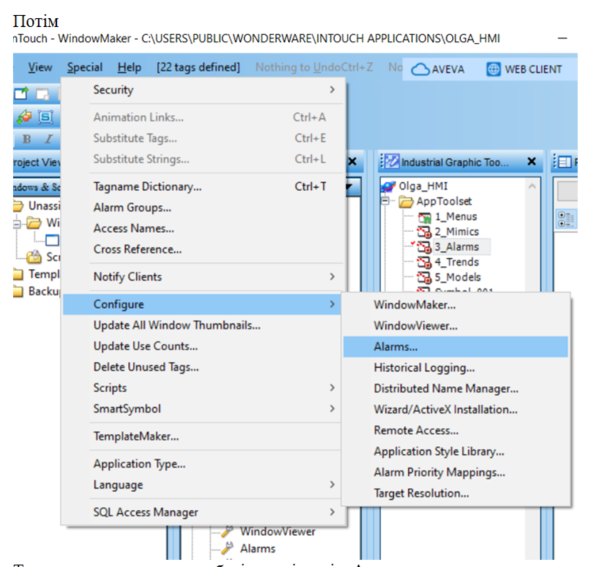 Потім
nTouch - WindowMaker - C:\USERS\PUBLIC\WONDERWARE\INTOUCH APPLICATIONS\OLGA_HMI
View Special Help [22 tags defined] Nothing to Undo Ctrl+Z No AVEVA WEB CLIENT
Security
Animation Links... Ctrl+A
Substitute Tags... Ctrl+E
Substitute Strings... Ctrl+L
Tagname Dictionary... Ctrl+T
Alarm Groups...
Access Names...
Cross Reference...
Notify Clients
Configure
Update All Window Thumbnails...
Update Use Counts...
Delete Unused Tags...
Scripts
SmartSymbol
TemplateMaker...
Application Type...
Language
SQL Access Manager
B I
roject View
ndows & Sc
Unassi
Wi
Scr
Templ
Backu
Industrial Graphic Too...
Olga_HMI
AppToolset
1_Menus
2_Mimics
3_Alarms
4_Trends
5_Models
Symbol_001
WindowMaker...
WindowViewer...
Alarms...
Historical Logging...
Distributed Name Manager...
Wizard/ActiveX Installation...
Remote Access...
Application Style Library...
Alarm Priority Mappings...
Target Resolution...
WindowViewer
Alarms